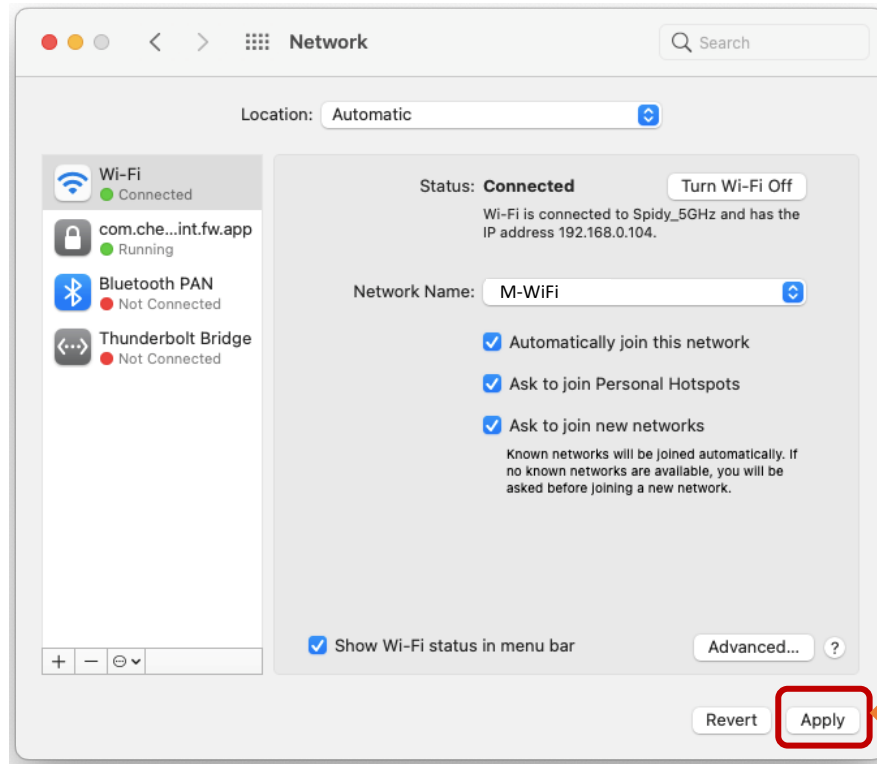 Network
Search
Location: Automatic
Wi-Fi
Connected
com.che...int.fw.app
Running
Bluetooth PAN
Not Connected
Thunderbolt Bridge
Not Connected
Status: Connected
Turn Wi-Fi Off
Wi-Fi is connected to Spidy_5GHz and has the
IP address 192.168.0.104.
Network Name: M-WiFi
Automatically join this network
Ask to join Personal Hotspots
Ask to join new networks
Known networks will be joined automatically. If
no known networks are available, you will be
asked before joining a new network.
Show Wi-Fi status in menu bar
Advanced... ?
Revert Apply